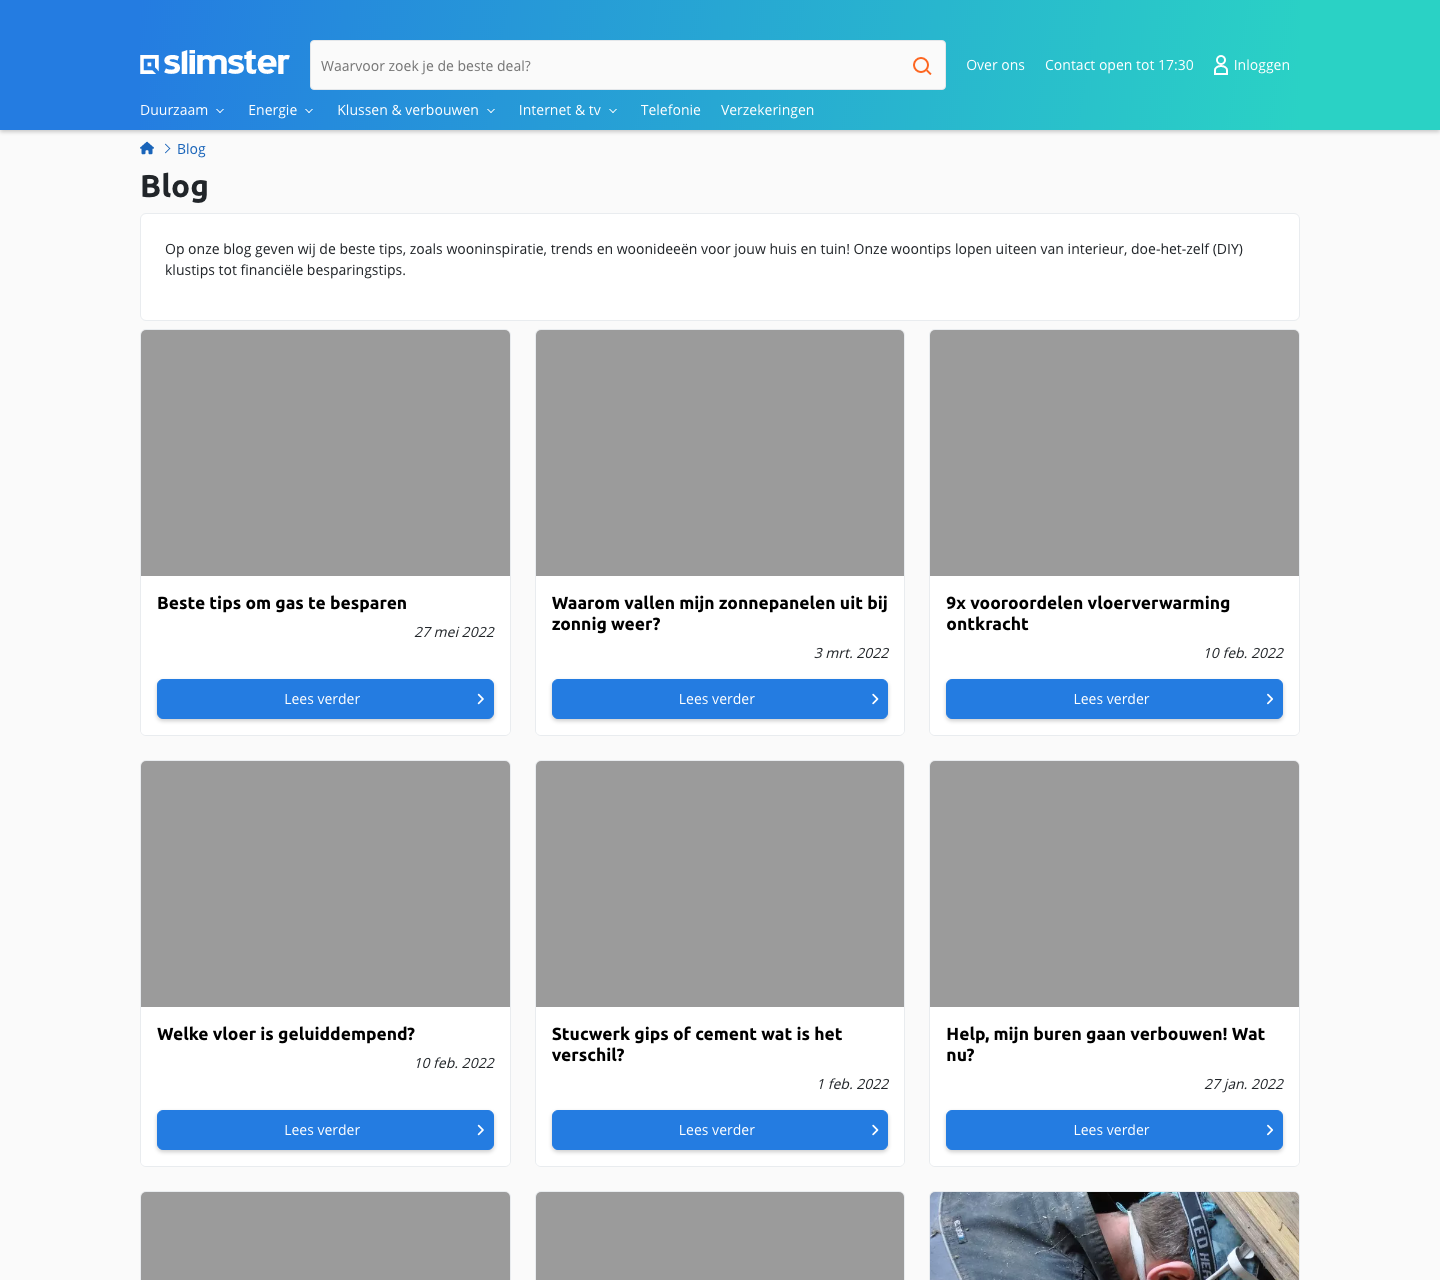 slimster
Waarvoor zoek je de beste deal?
Over ons
Contact open tot 17:30
Inloggen
Duurzaam
Energie
Klussen & verbouwen
Internet & tv
Telefonie
Verzekeringen
Blog
Blog
Op onze blog geven wij de beste tips, zoals wooninspiratie, trends en woonideeën voor jouw huis en tuin! Onze woontips lopen uiteen van interieur, doe-het-zelf (DIY)
klustips tot financiële besparingstips.
Beste tips om gas te besparen
27 mei 2022
Lees verder
Waarom vallen mijn zonnepanelen uit bij
zonnig weer?
3 mrt. 2022
Lees verder
9x vooroordelen vloerverwarming
ontkracht
10 feb. 2022
Lees verder
Welke vloer is geluiddempend?
10 feb. 2022
Lees verder
Stucwerk gips of cement wat is het
verschil?
1 feb. 2022
Lees verder
Help, mijn buren gaan verbouwen! Wat
nu?
27 jan. 2022
Lees verder
LED